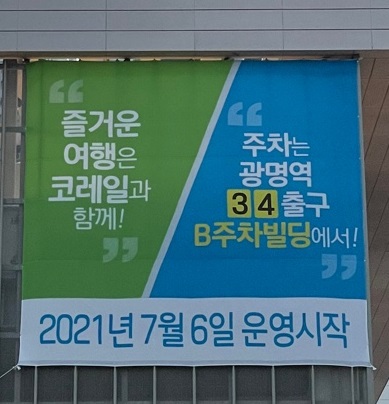 “
즐거운
여행은
코레일과
함께!
”
“
주차는
광명역
3 4 출구
B주차빌딩에서!
”
2021년 7월 6일 운영시작